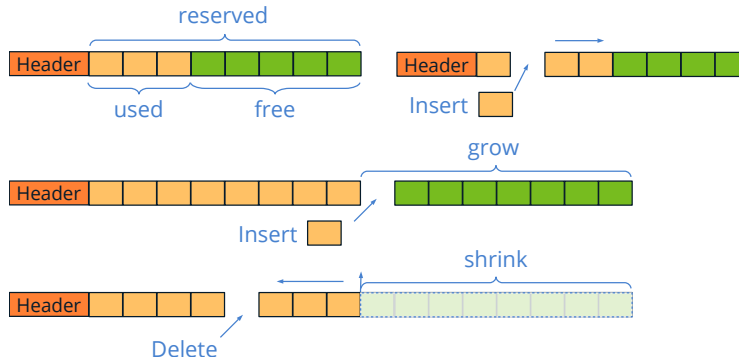 reserved
Header
used
free
Header
Insert
grow
Header
Insert
shrink
Header
Delete